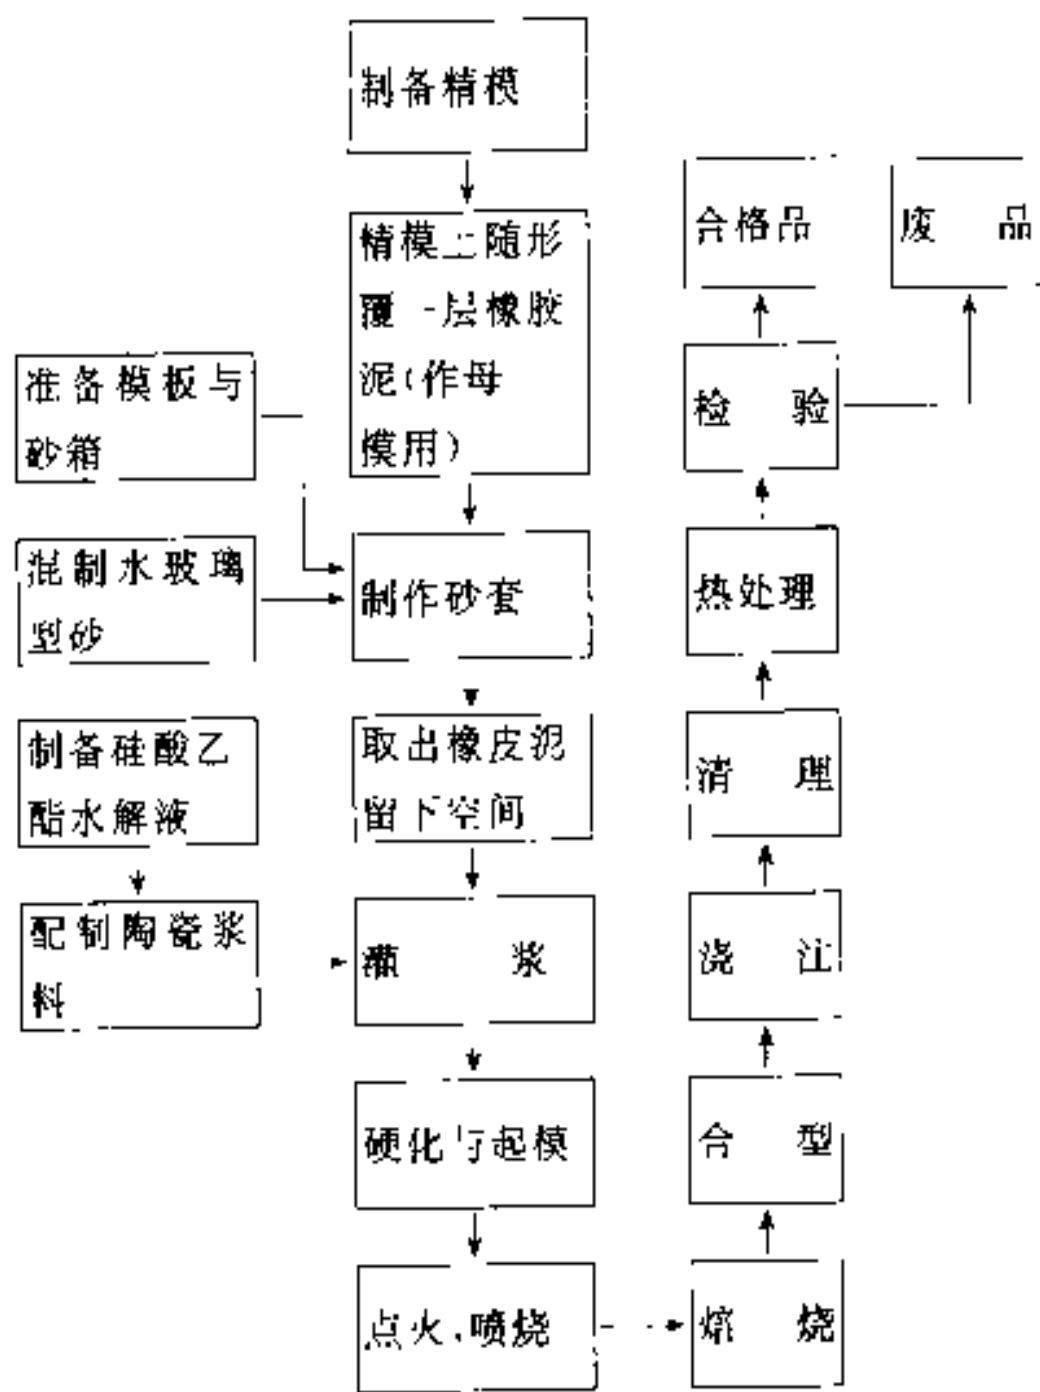 制备精模
精模上随形
覆一层橡胶
泥(作母
模用)
准备模板与
砂箱
混制水玻璃
型砂
制作砂套
制备硅酸乙
酯水解液
取出橡皮泥
留下空间
配制陶瓷浆
料
灌 浆
硬化与起模
点火、喷烧
焙 烧
合 型
浇 注
清 理
热处理
检 验
合格品
废 品